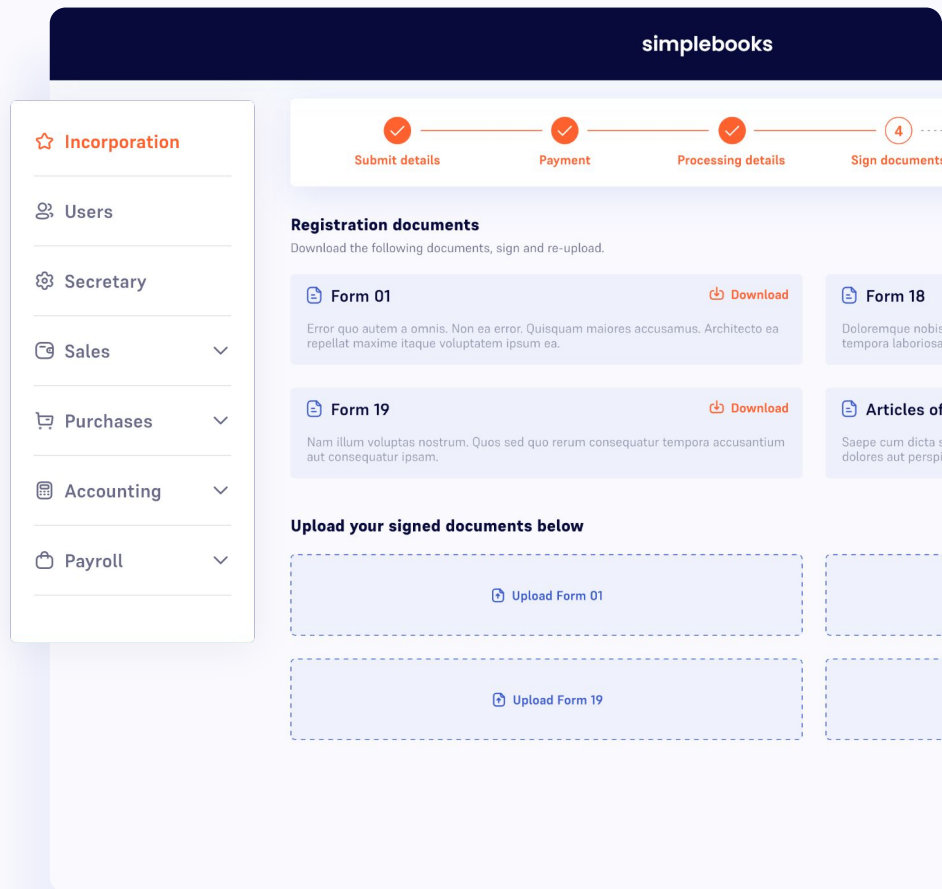 simplebooks
Incorporation
Users
Secretary
Sales
Purchases
Accounting
Payroll
Submit details
Payment
Processing details
4
Sign documents
Registration documents
Download the following documents, sign and re-upload.
Form 01
Download
Error quo autem a omnis. Non ea error. Quisquam maiores accusamus. Architecto ea
repellat maxime itaque voluptatem ipsum ea.
Form 18
Doloremque nobis
tempora laboriosa
Form 19
Download
Nam illum voluptas nostrum. Quos sed quo rerum consequatur tempora accusantium
aut consequatur ipsam.
Articles of
Saepe cum dicta
dolores aut
Upload your signed documents below
Upload Form 01
Upload Form 19